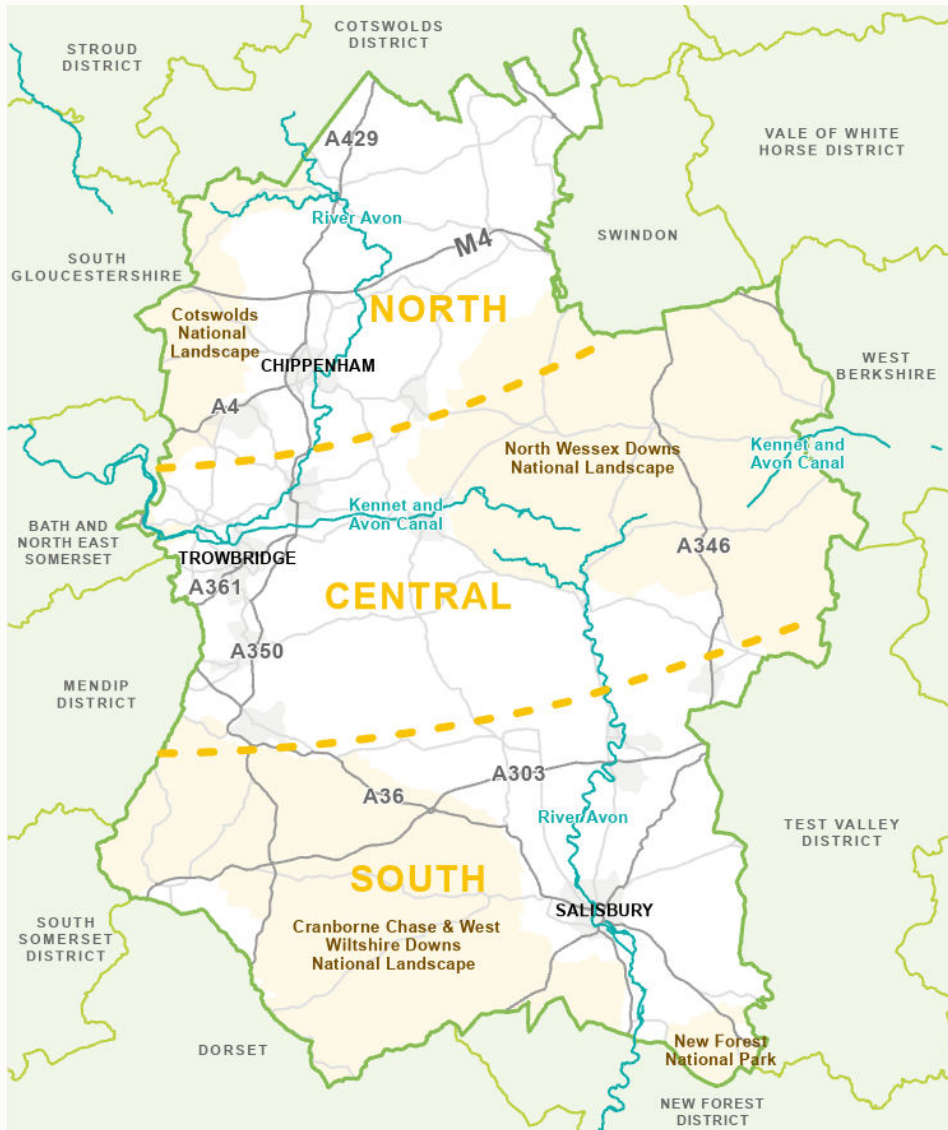 COTSWOLDS
DISTRICT
STROUD
DISTRICT
A429
VALE OF WHITE
HORSE DISTRICT
River Avon
SWINDON
M4
SOUTH
GLOUCESTERSHIRE
NORTH
Cotswolds
National
Landscape
CHIPPENHAM
WEST
BERKSHIRE
A4
North Wessex Downs
National Landscape
Kennet and
Avon Canal
Kennet and
Avon Canal
BATH AND
NORTH EAST
SOMERSET
TROWBRIDGE
A346
A361
CENTRAL
A350
MENDIP
DISTRICT
A303
A36
River Avon
TEST VALLEY
DISTRICT
SOUTH
SALISBURY
SOUTH
SOMERSET
DISTRICT
Cranborne Chase & West
Wiltshire Downs
National Landscape
DORSET
New Forest
National Park
NEW FOREST
DISTRICT